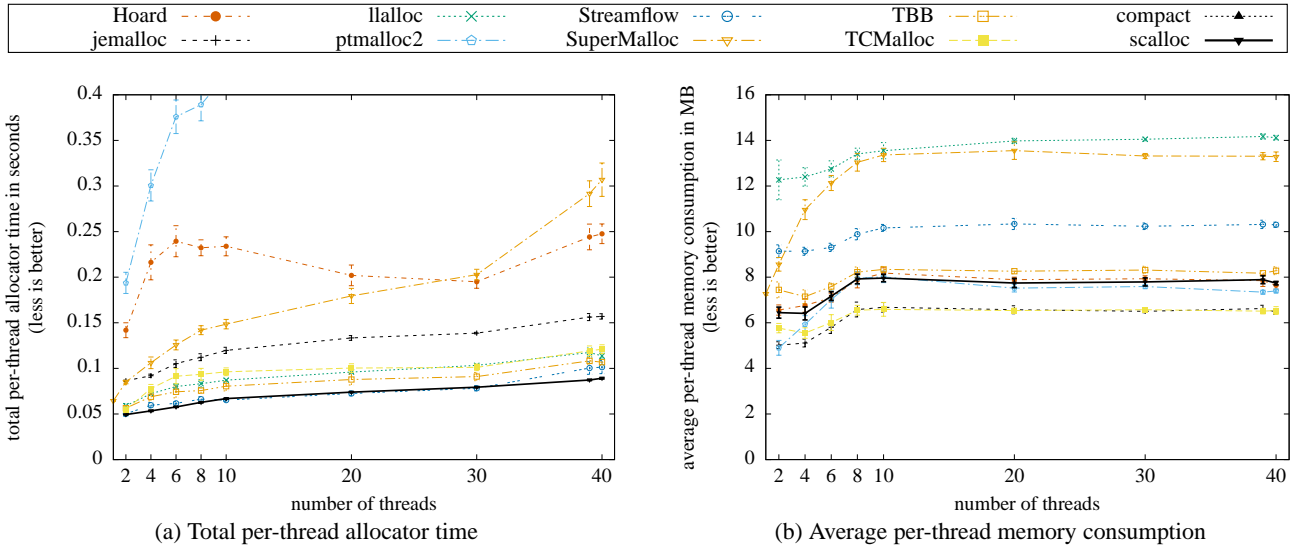 Hoard llalloc Streamflow TBB compact
jemalloc ptmalloc2 SuperMalloc TCMalloc scalloc
total per-thread allocator time in seconds
(less is better)
0.4
0.35
0.3
0.25
0.2
0.15
0.1
0.05
0
2 4 6 8 10 20 30 40
number of threads
(a) Total per-thread allocator time
average per-thread memory consumption in MB
(less is better)
16
14
12
10
8
6
4
2
0
2 4 6 8 10 20 30 40
number of threads
(b) Average per-thread memory consumption